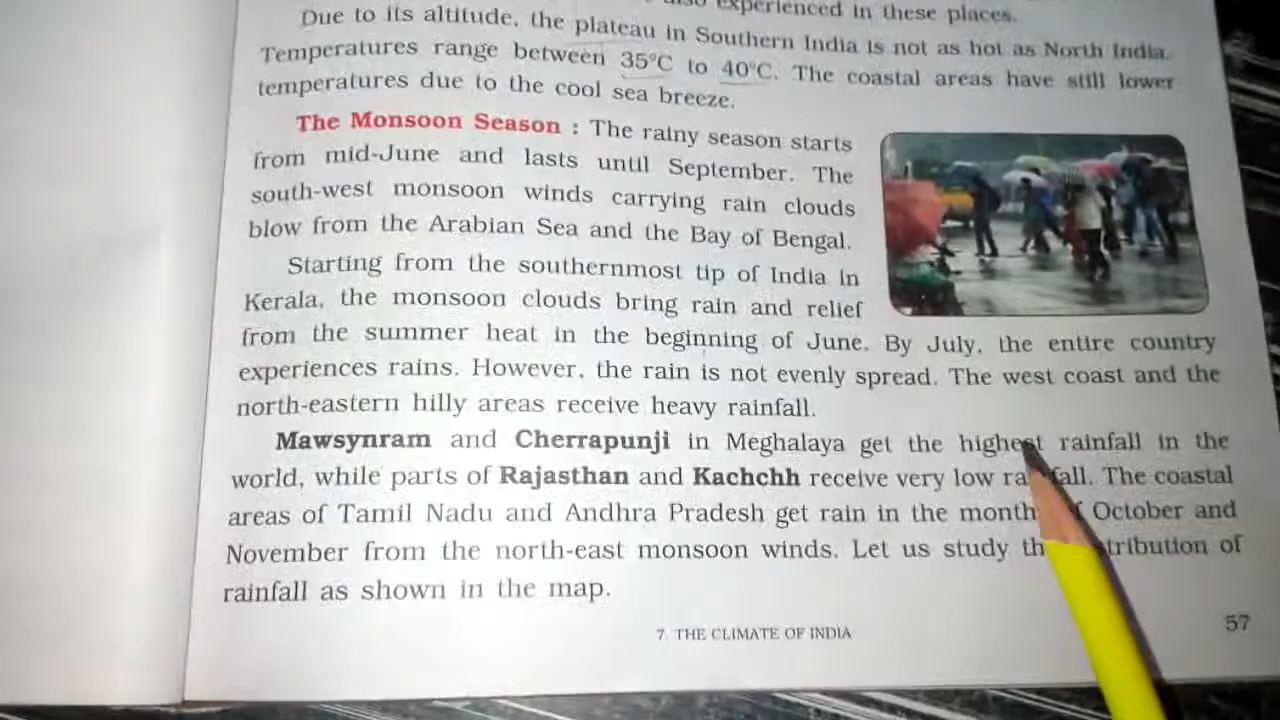 also experienced in these places.
Due to its altitude, the plateau in Southern India is not as hot as North India.
Temperatures range between 35°C to 40°C. The coastal areas have still lower
temperatures due to the cool sea breeze.
The Monsoon Season : The rainy season starts
from mid-June and lasts until September. The
south-west monsoon winds carrying rain clouds
blow from the Arabian Sea and the Bay of Bengal.
Starting from the southernmost tip of India in
Kerala, the monsoon clouds bring rain and relief
from the summer heat in the beginning of June. By July, the entire country
experiences rains. However, the rain is not evenly spread. The west coast and the
north-eastern hilly areas receive heavy rainfall.
Mawsynram and Cherrapunji in Meghalaya get the highest rainfall in the
world, while parts of Rajasthan and Kachchh receive very low rainfall. The coastal
areas of Tamil Nadu and Andhra Pradesh get rain in the month October and
November from the north-east monsoon winds. Let us study of
rainfall as shown in the map.
7. THE CLIMATE OF INDIA
57